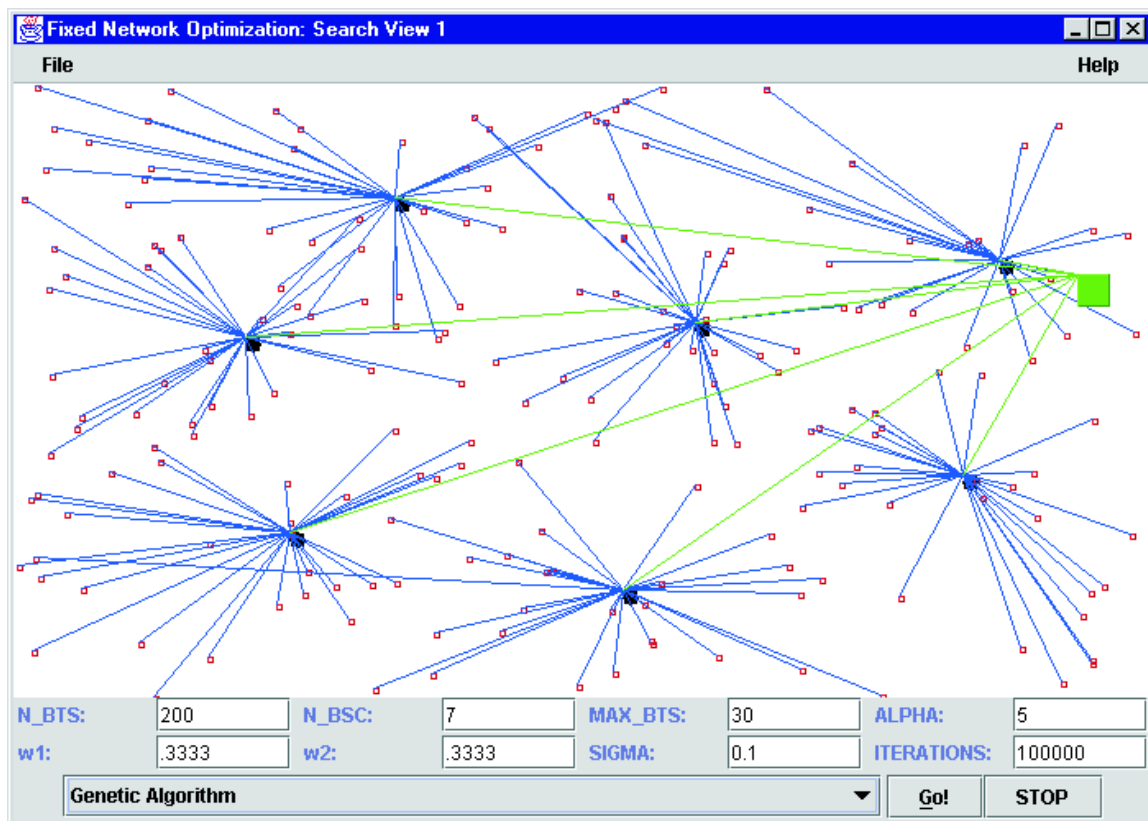 Fixed Network Optimization: Search View 1
File Help
N_BTS: 200 N_BSC: 7 MAX_BTS: 30 ALPHA: 5
w1: .3333 w2: .3333 SIGMA: 0.1 ITERATIONS: 100000
Genetic Algorithm Go! STOP